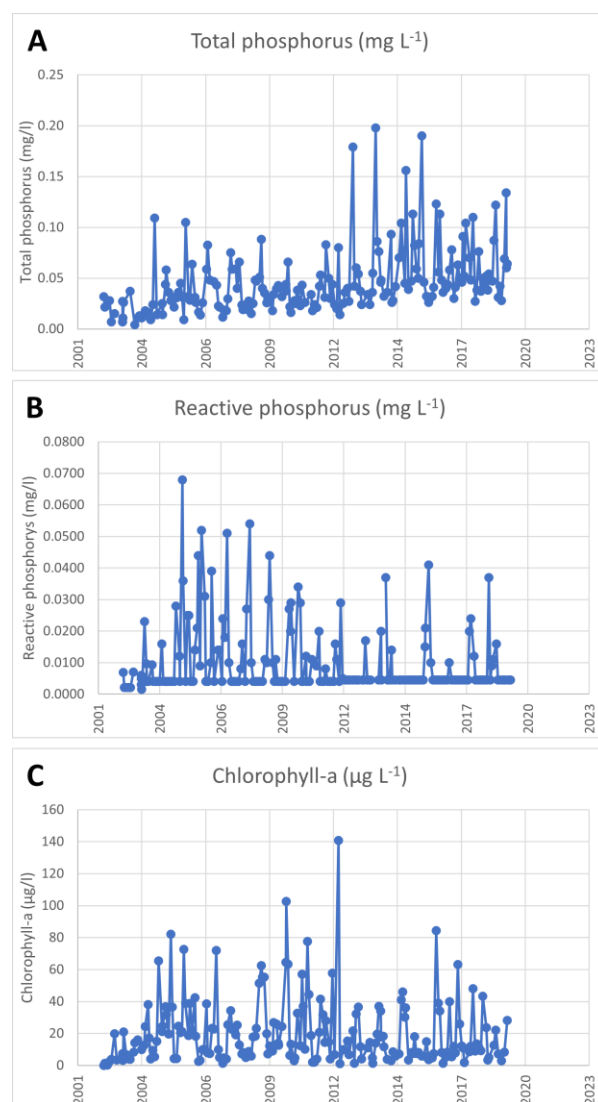 A
Total phosphorus (mg L-1)
Total phosphorus (mg/l)
0.25
0.20
0.15
0.10
0.05
0.00
2001 2004 2006 2009 2012 2014 2017 2020 2023
B
Reactive phosphorus (mg L-1)
Reactive phosphorys (mg/l)
0.0800
0.0700
0.0600
0.0500
0.0400
0.0300
0.0200
0.0100
0.0000
2001 2004 2006 2009 2012 2014 2017 2020 2023
C
Chlorophyll-a (µg L-1)
Chlorophyll-a (µg/l)
160
140
120
100
80
60
40
20
0
2001 2004 2006 2009 2012 2014 2017 2020 2023